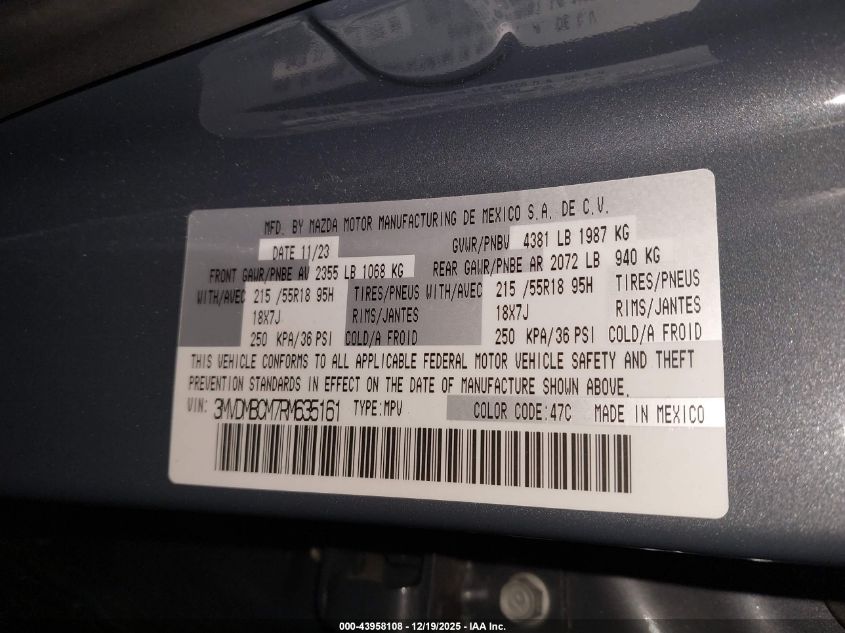 MFD. BY MAZDA MOTOR MANUFACTURING DE MEXICO S.A. DE C.V.
DATE 11/23 GVWR/PNBV 4381 LB 1987 KG
FRONT GAWR/PNBE AV 2355 LB 1068 KG REAR GAWR/PNBE AR 2072 LB 940 KG
WITH/AVEC 215 /55R18 95H TIRES/PNEUS WITH/AVEC 215 /55R18 95H TIRES/PNEUS
18X7J RIMS/JANTES 18X7J RIMS/JANTES
250 KPA/36 PSI COLD/A FROID 250 KPA/36 PSI COLD/A FROID
THIS VEHICLE CONFORMS TO ALL APPLICABLE FEDERAL MOTOR VEHICLE SAFETY AND THEFT
PREVENTION STANDARDS IN EFFECT ON THE DATE OF MANUFACTURE SHOWN ABOVE.
VIN: 3MVDMBCM7RM635161 TYPE:MPV COLOR CODE:47C MADE IN MEXICO
000-43958108 - 12/19/2025 - IAA Inc.